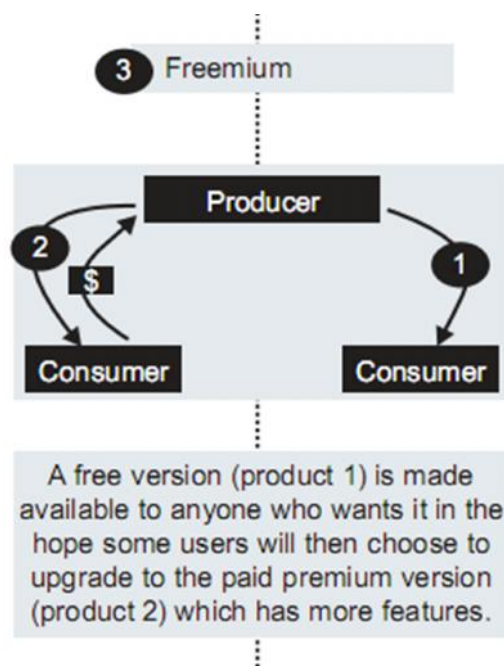 3 Freemium
Producer
2
1
$
Consumer
Consumer
A free version (product 1) is made
available to anyone who wants it in the
hope some users will then choose to
upgrade to the paid premium version
(product 2) which has more features.